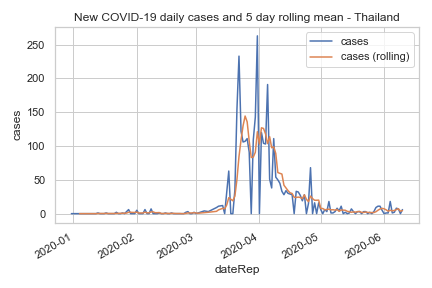 New COVID-19 daily cases and 5 day rolling mean - Thailand
cases
cases (rolling)
250
200
150
100
50
0
cases
2020-01
2020-02
2020-03
2020-04
2020-05
2020-06
dateRep